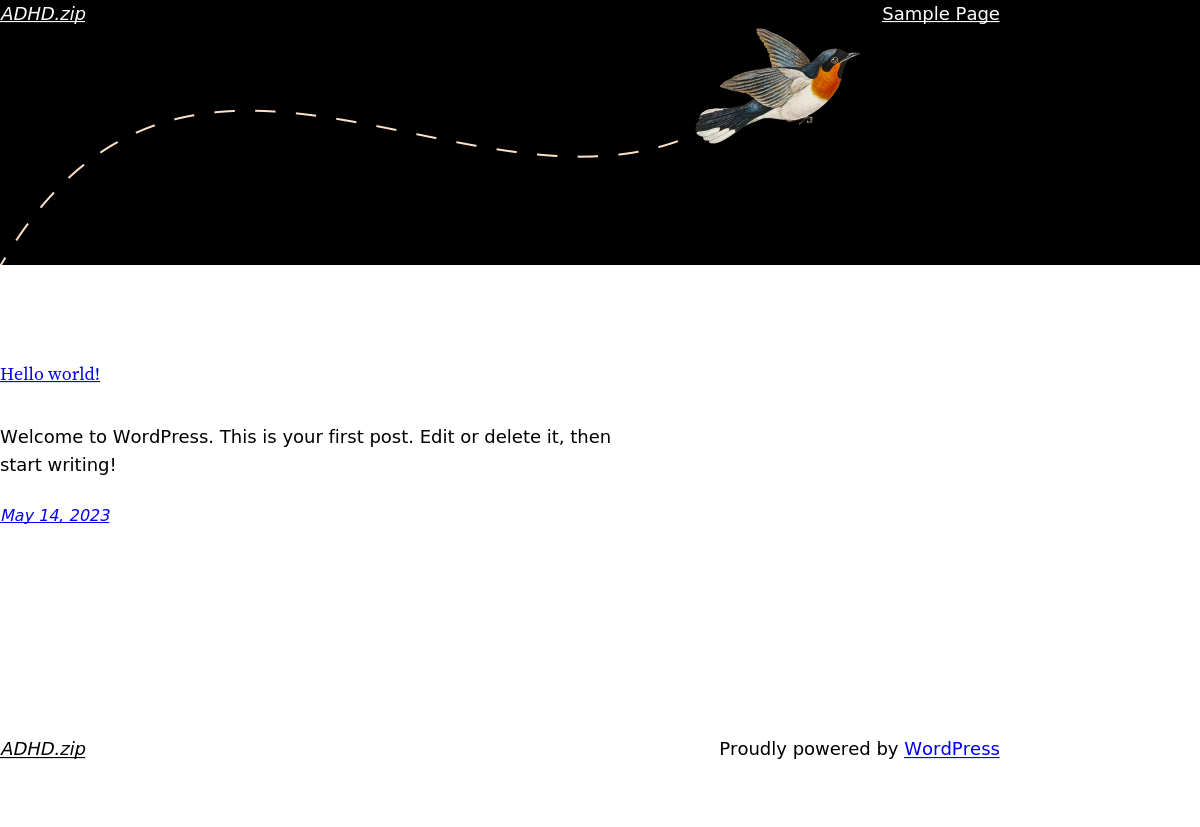 ADHD.zip
Sample Page
Hello world!
Welcome to WordPress. This is your first post. Edit or delete it, then
start writing!
May 14, 2023
ADHD.zip
Proudly powered by WordPress